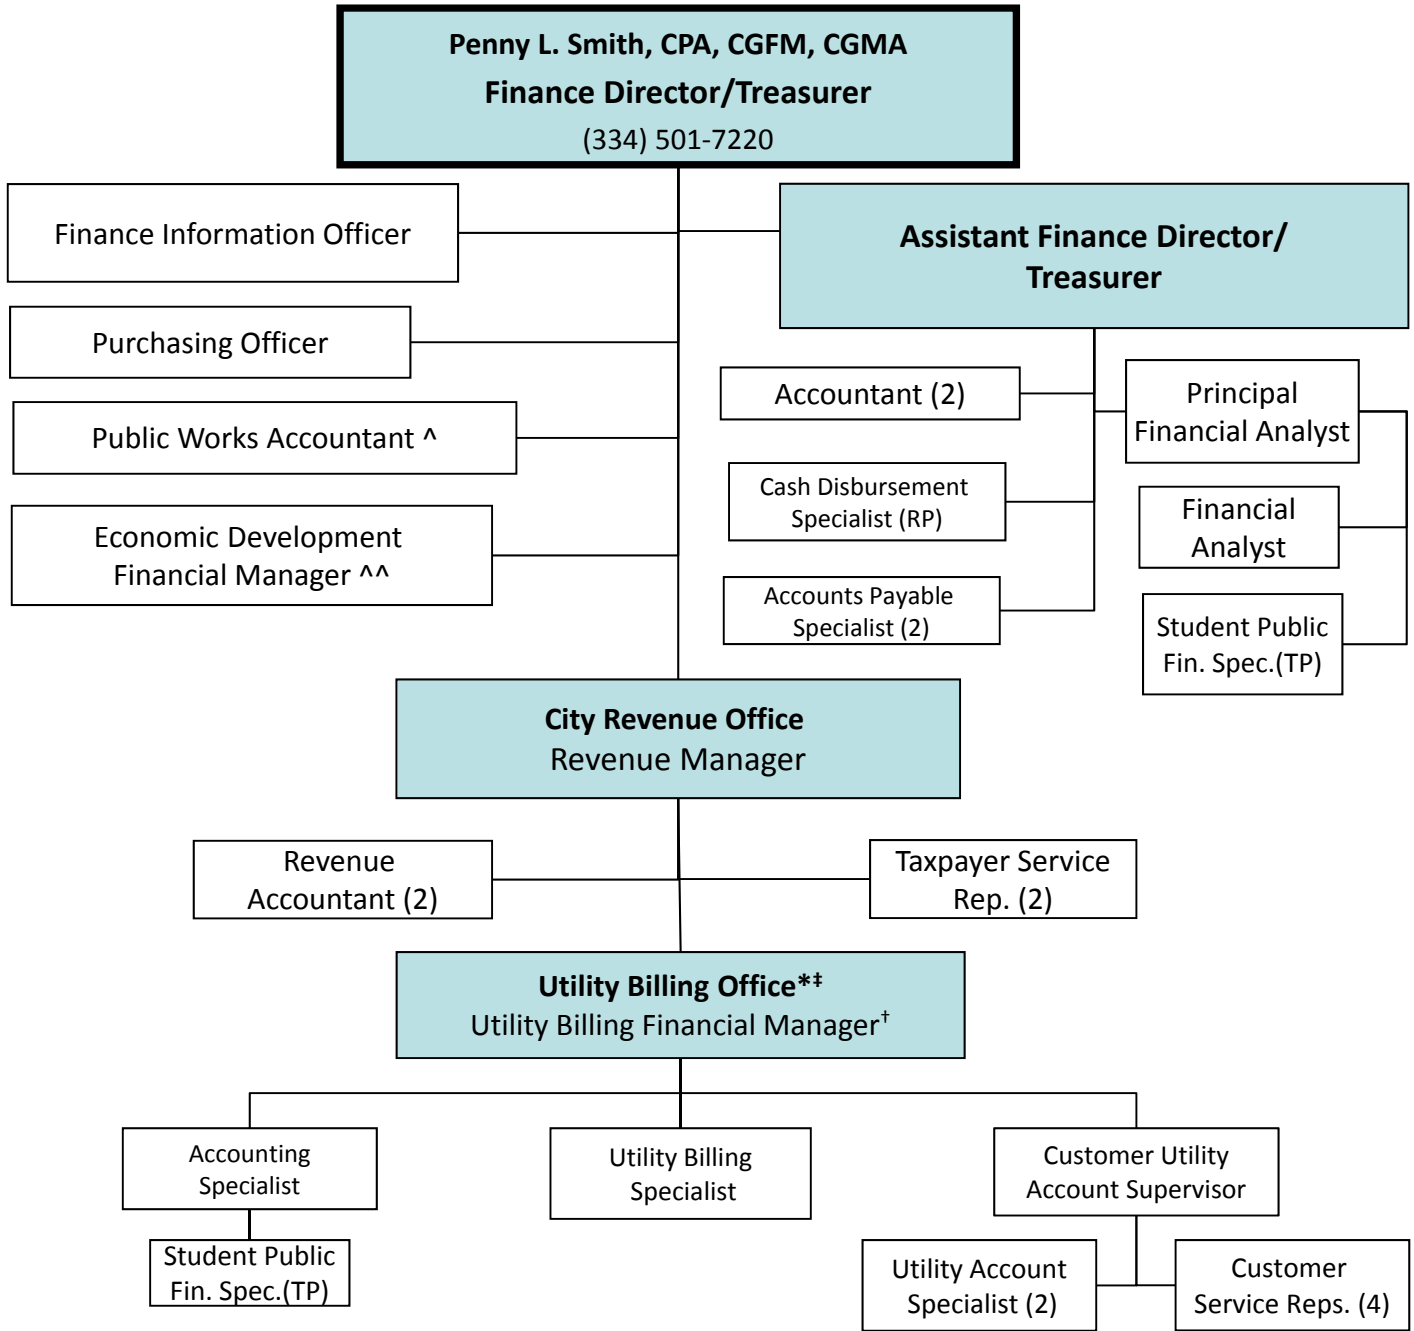 Penny L. Smith, CPA, CGFM, CGMA
Finance Director/Treasurer
(334) 501-7220
Finance Information Officer
Assistant Finance Director/
Treasurer
Purchasing Officer
Public Works Accountant ^
Economic Development
Financial Manager ^^
Accountant (2)
Principal
Financial Analyst
Cash Disbursement
Specialist (RP)
Financial
Analyst
Accounts Payable
Specialist (2)
Student Public
Fin. Spec.(TP)
City Revenue Office
Revenue Manager
Revenue
Accountant (2)
Taxpayer Service
Rep. (2)
Utility Billing Office*‡
Utility Billing Financial Manager†
Accounting
Specialist
Utility Billing
Specialist
Customer Utility
Account Supervisor
Student Public
Fin. Spec.(TP)
Utility Account
Specialist (2)
Customer
Service Reps. (4)